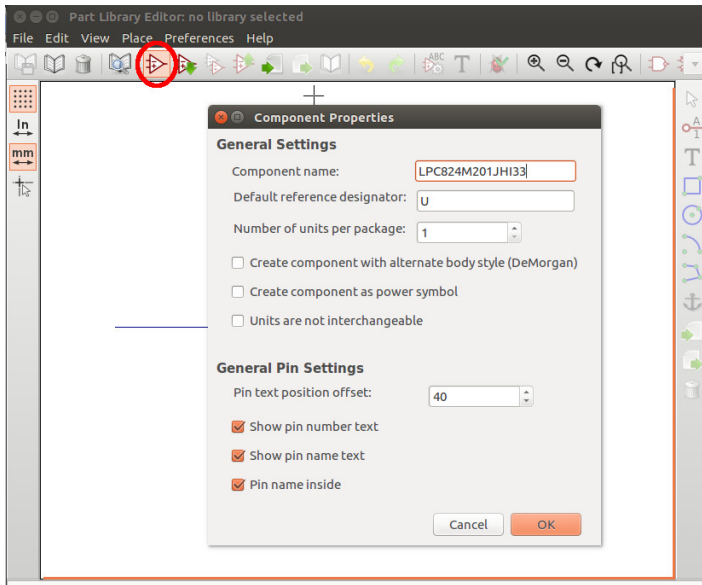 Part Library Editor: no library selected
File Edit View Place Preferences Help
ABC T
In
mm
Component Properties
General Settings
Component name: LPC824M201JHI33
Default reference designator: U
Number of units per package: 1
Create component with alternate body style (DeMorgan)
Create component as power symbol
Units are not interchangeable
General Pin Settings
Pin text position offset: 40
Show pin number text
Show pin name text
Pin name inside
Cancel OK
A
1
T